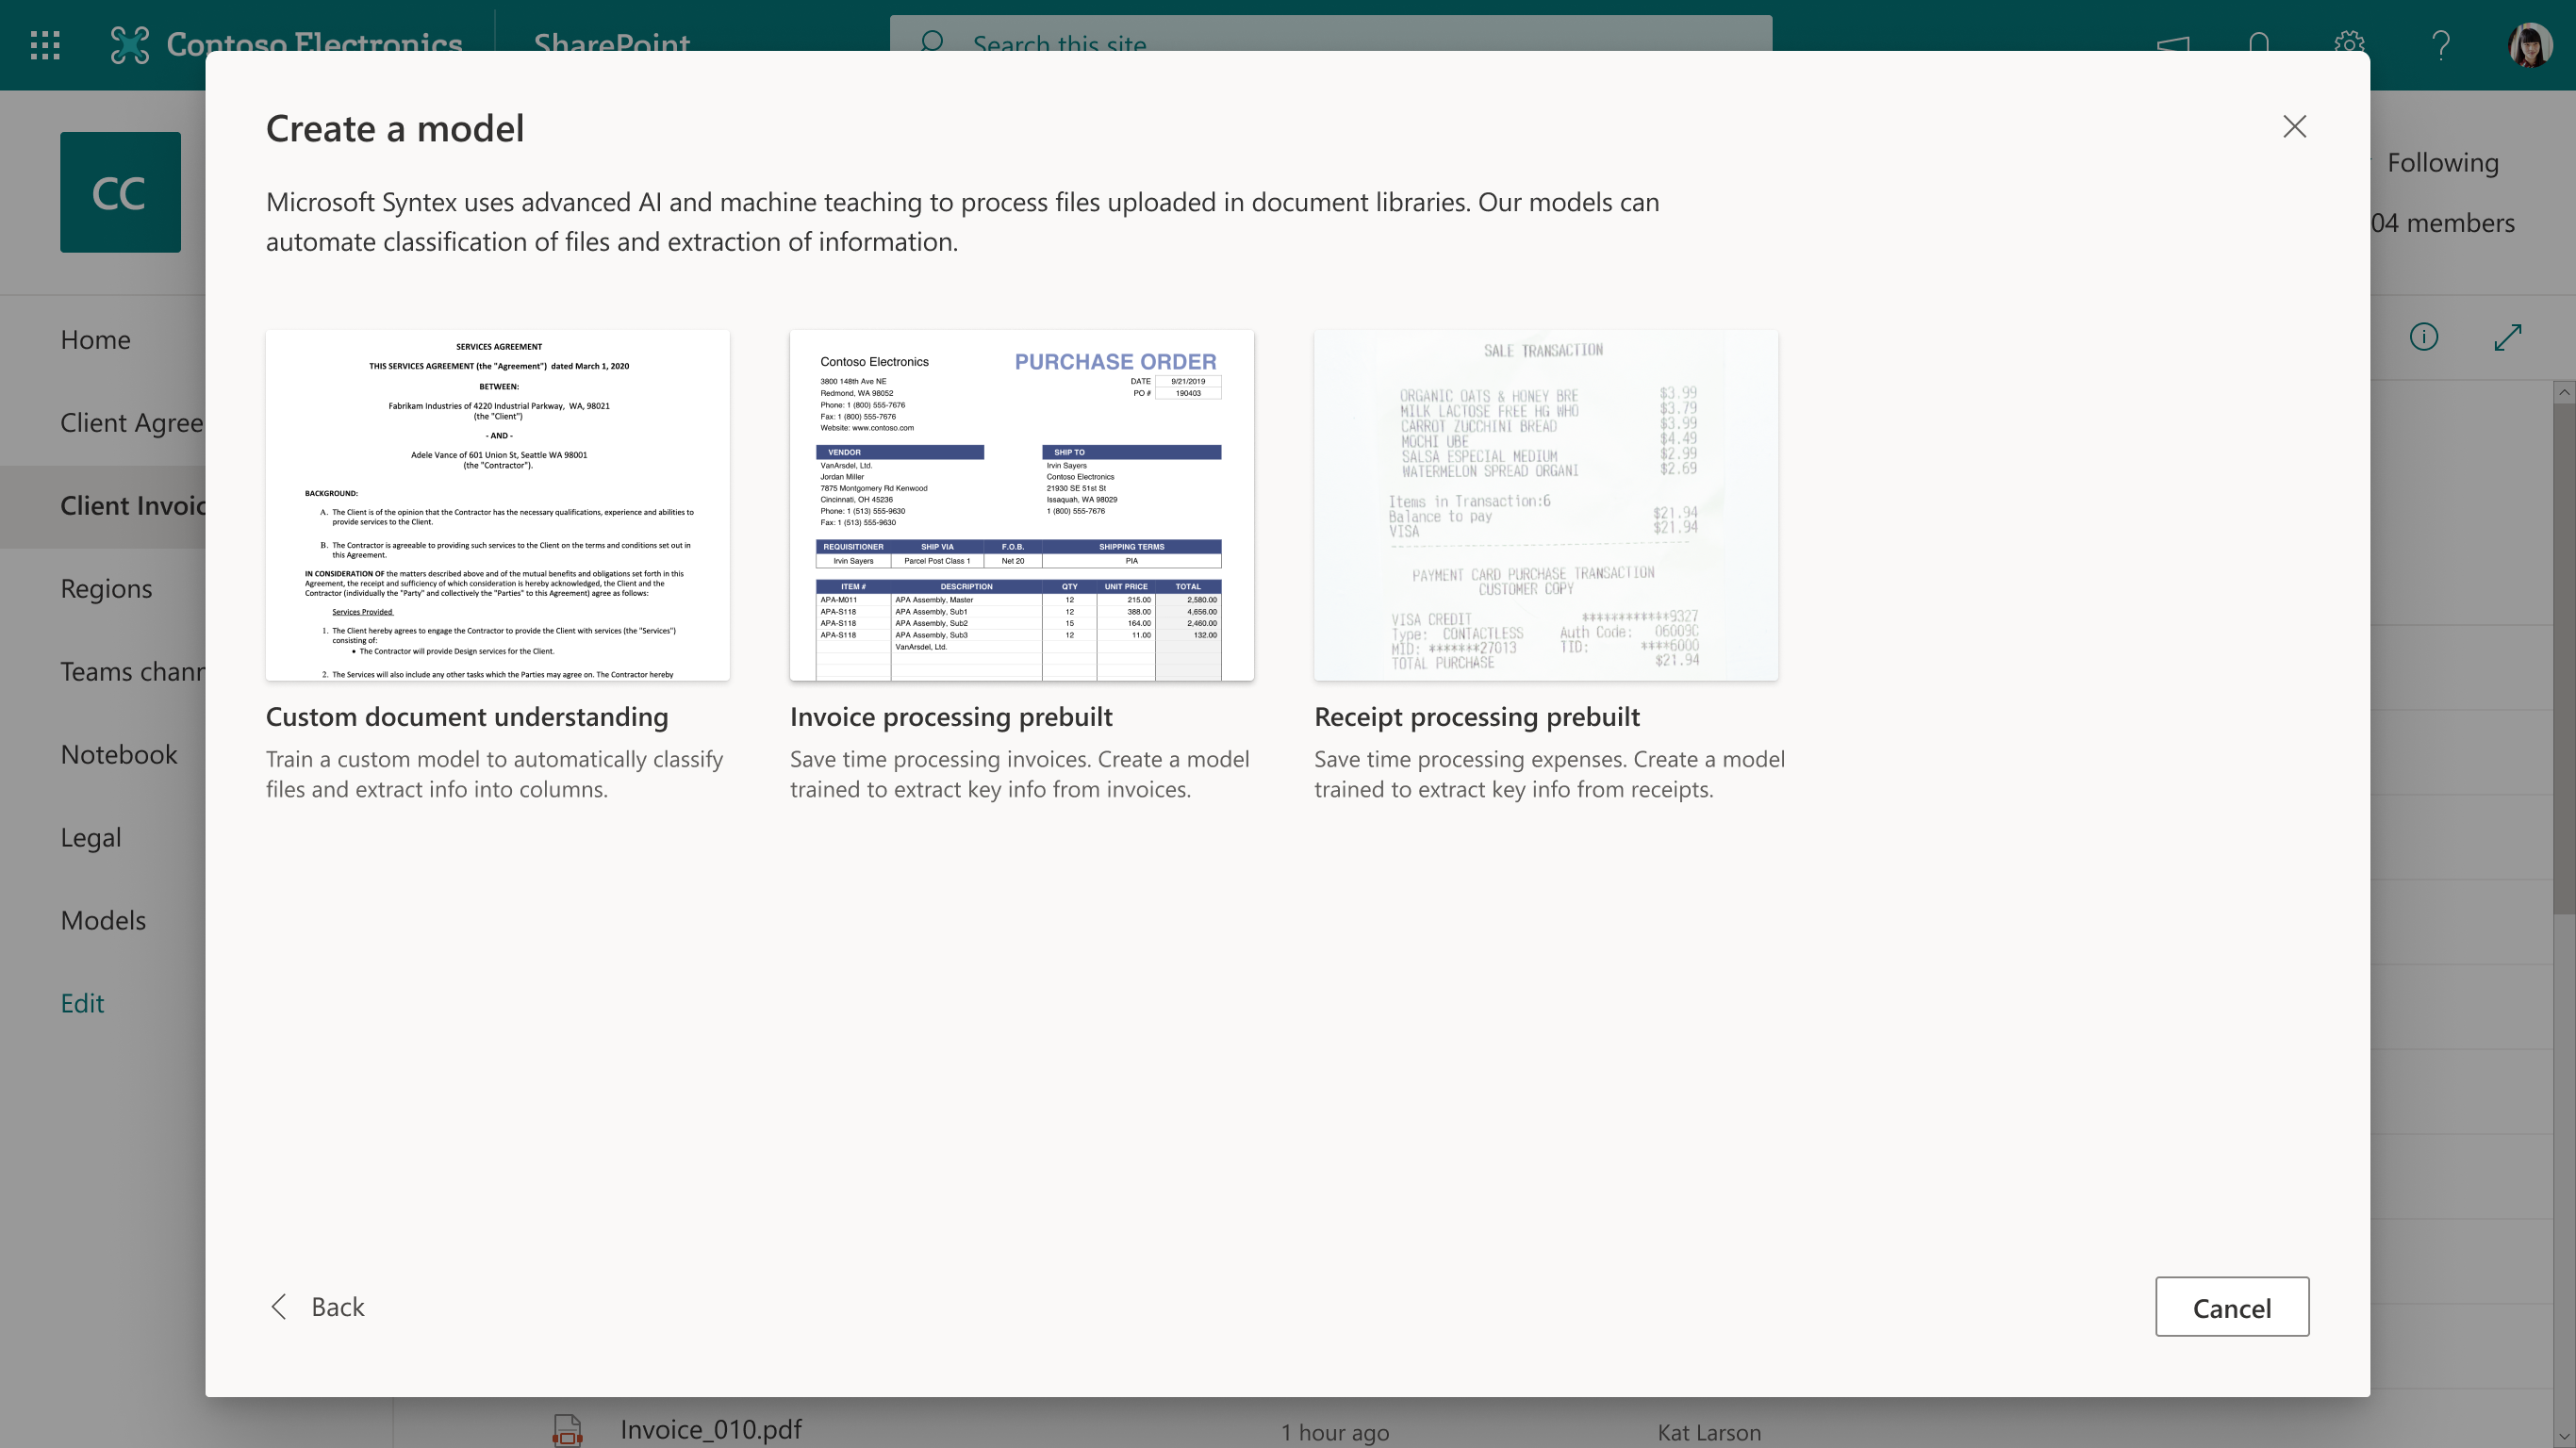 Contoso Electronics
SharePoint
Search this site
CC
Following
04 members
Home
Client Agree
Client Invoic
Regions
Teams chann
Notebook
Legal
Models
Edit
Create a model
Microsoft Syntex uses advanced AI and machine teaching to process files uploaded in document libraries. Our models can
automate classification of files and extraction of information.
SERVICES AGREEMENT
THIS SERVICES AGREEMENT (the "Agreement") dated March 1, 2020
BETWEEN:
Fabrikam Industries of 4220 Industrial Parkway, WA, 98021
(the "Client")
- AND -
Adele Vance of 601 Union St, Seattle WA 98001
(the "Contractor").
BACKGROUND:
A. The Client is of the opinion that the Contractor has the necessary qualifications, experience and abilities to
provide services to the Client.
B. The Contractor is agreeable to providing such services to the Client on the terms and conditions set out in
this Agreement.
IN CONSIDERATION OF the matters described above and of the mutual benefits and obligations set forth in this
Agreement, the receipt and sufficiency of which consideration is hereby acknowledged, the Client and the
Contractor (individually the "Party" and collectively the "Parties" to this Agreement) agree as follows:
Services Provided
1. The Client hereby agrees to engage the Contractor to provide the Client with services (the "Services")
consisting of:
• The Contractor will provide Design services for the Client.
2. The Services will also include any other tasks which the Parties may agree on. The Contractor hereby
Custom document understanding
Train a custom model to automatically classify
files and extract info into columns.
Contoso Electronics
PURCHASE ORDER
3800 148th Ave NE
Redmond, WA 98052
Phone: 1 (800) 555-7676
Fax: 1 (800) 555-7676
Website: www.contoso.com
DATE 9/21/2019
PO # 190403
VENDOR
VanArsdel, Ltd.
Jordan Miller
7875 Montgomery Rd Kenwood
Cincinnati, OH 45236
Phone: 1 (513) 555-9630
Fax: 1 (513) 555-9630
SHIP TO
Irvin Sayers
Contoso Electronics
21930 SE 51st St
Issaquah, WA 98029
1 (800) 555-7676
REQUISITIONER SHIP VIA F.O.B. SHIPPING TERMS
Irvin Sayers Parcel Post Class 1 Net 20 PIA
ITEM # DESCRIPTION QTY UNIT PRICE TOTAL
APA-M011 APA Assembly, Master 12 215.00 2,580.00
APA-S118 APA Assembly, Sub1 12 388.00 4,656.00
APA-S118 APA Assembly, Sub2 15 164.00 2,460.00
APA-S118 APA Assembly, Sub3 12 11.00 132.00
VanArsdel, Ltd.
Invoice processing prebuilt
Save time processing invoices. Create a model
trained to extract key info from invoices.
SALE TRANSACTION
ORGANIC OATS & HONEY BRE $3.99
MILK LACTOSE FREE HG WHO $3.79
CARROT ZUCCHINI BREAD $3.99
MOCHI UBE $4.49
SALSA ESPECIAL MEDIUM $2.99
WATERMELON SPREAD ORGANI $2.69
Items in Transaction:6
Balance to pay $21.94
VISA $21.94
PAYMENT CARD PURCHASE TRANSACTION
CUSTOMER COPY
VISA CREDIT ************9327
Type: CONTACTLESS Auth Code: 06009C
MID: *******27013 TID: ****6000
TOTAL PURCHASE $21.94
Receipt processing prebuilt
Save time processing expenses. Create a model
trained to extract key info from receipts.
Back
Cancel
Invoice_010.pdf
1 hour ago
Kat Larson